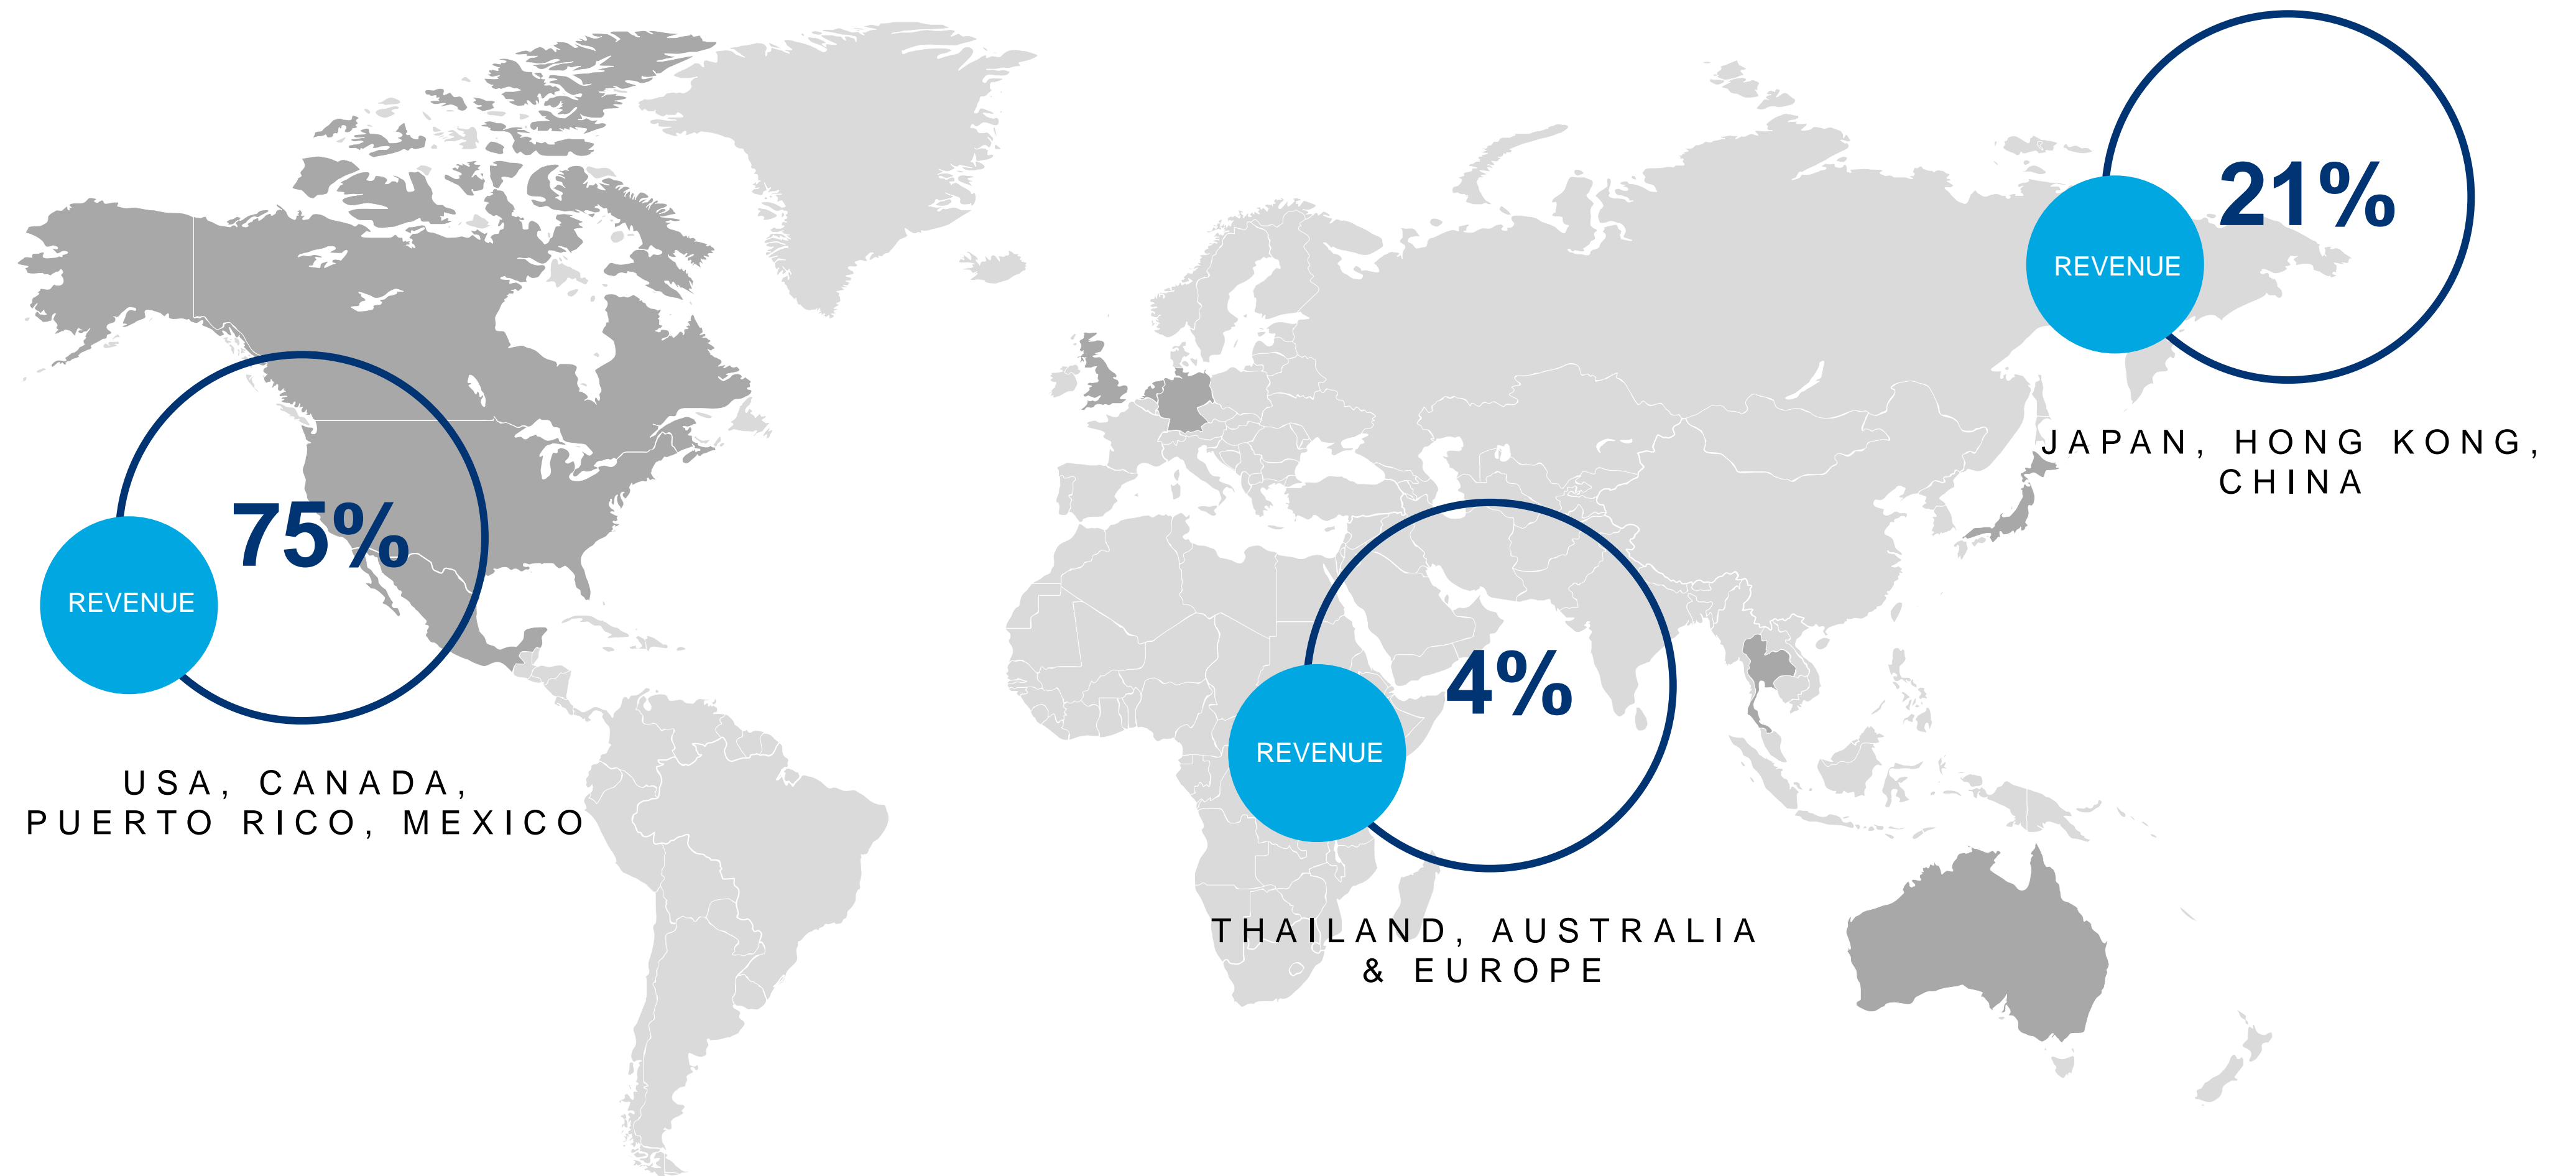 21%
REVENUE
JAPAN, HONG KONG,
CHINA
75%
REVENUE
USA, CANADA,
PUERTO RICO, MEXICO
4%
REVENUE
THAILAND, AUSTRALIA
& EUROPE